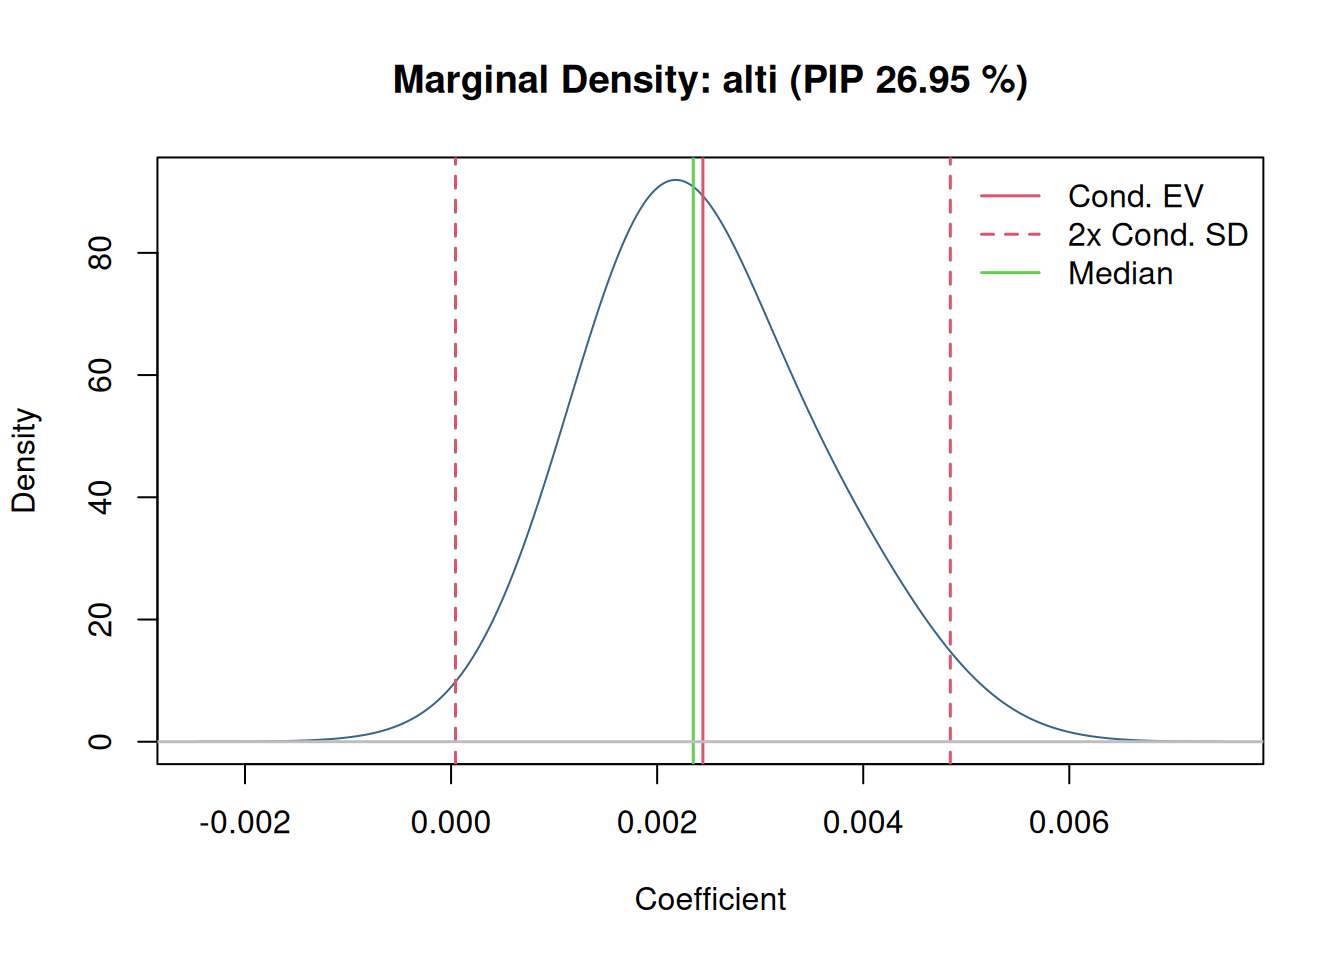 Marginal Density: alti (PIP 26.95 %)
Cond. EV
2x Cond. SD
Median
Density
80
60
40
20
0
-0.002 0.000 0.002 0.004 0.006
Coefficient